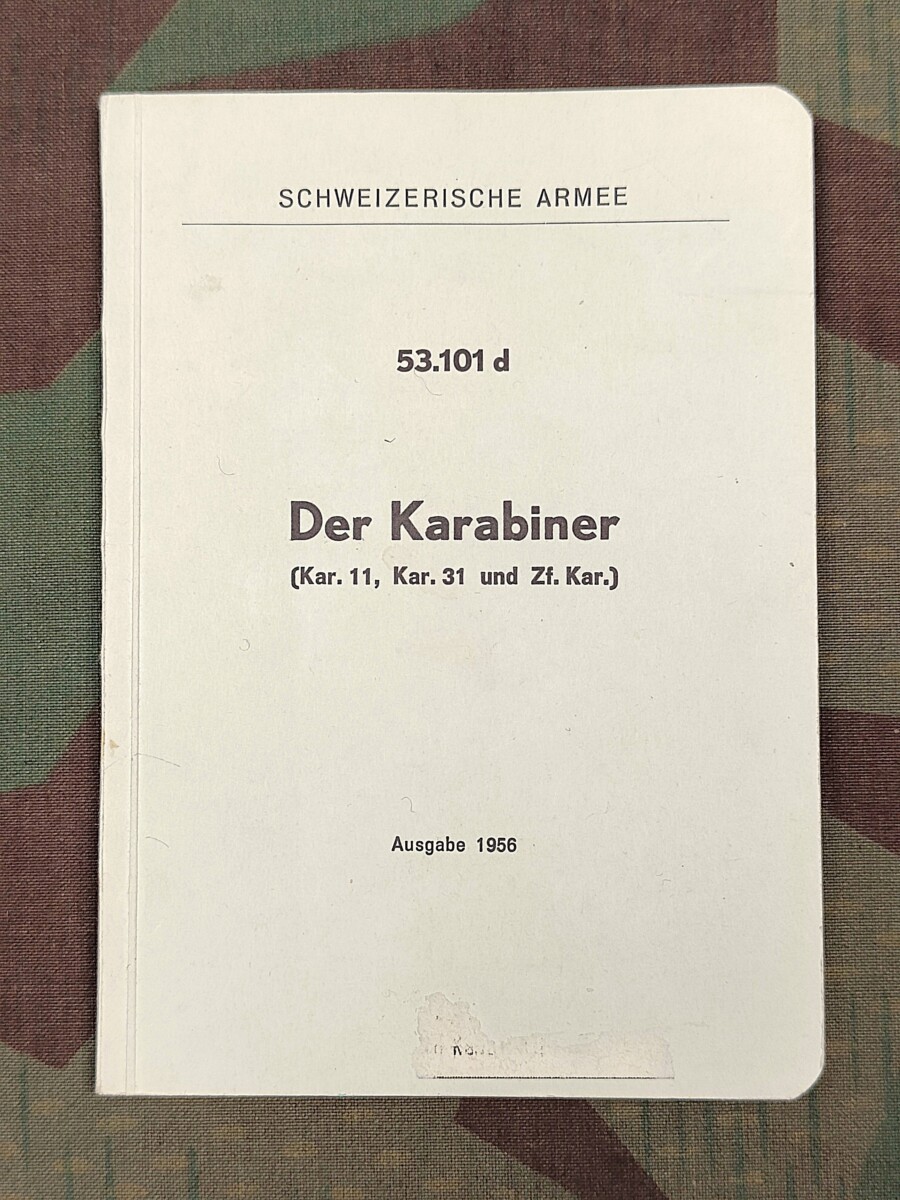 SCHWEIZERISCHE ARMEE
53.101 d
Der Karabiner
(Kar. 11, Kar. 31 und Zf. Kar.)
Ausgabe 1956